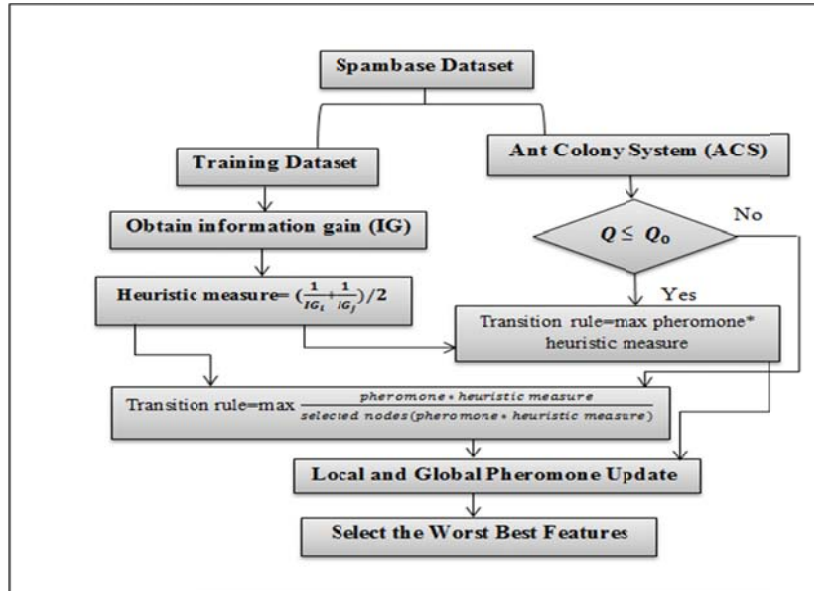 Spambase Dataset
Training Dataset
Ant Colony System (ACS)
Obtain information gain (IG)
Q ≤ Q₀
No
Heuristic measure= (1/IGᵢ + 1/IGⱼ)/2
Yes
Transition rule=max pheromone*
heuristic measure
Transition rule=max pheromone * heuristic measure / selected nodes(pheromone * heuristic measure)
Local and Global Pheromone Update
Select the Worst Best Features